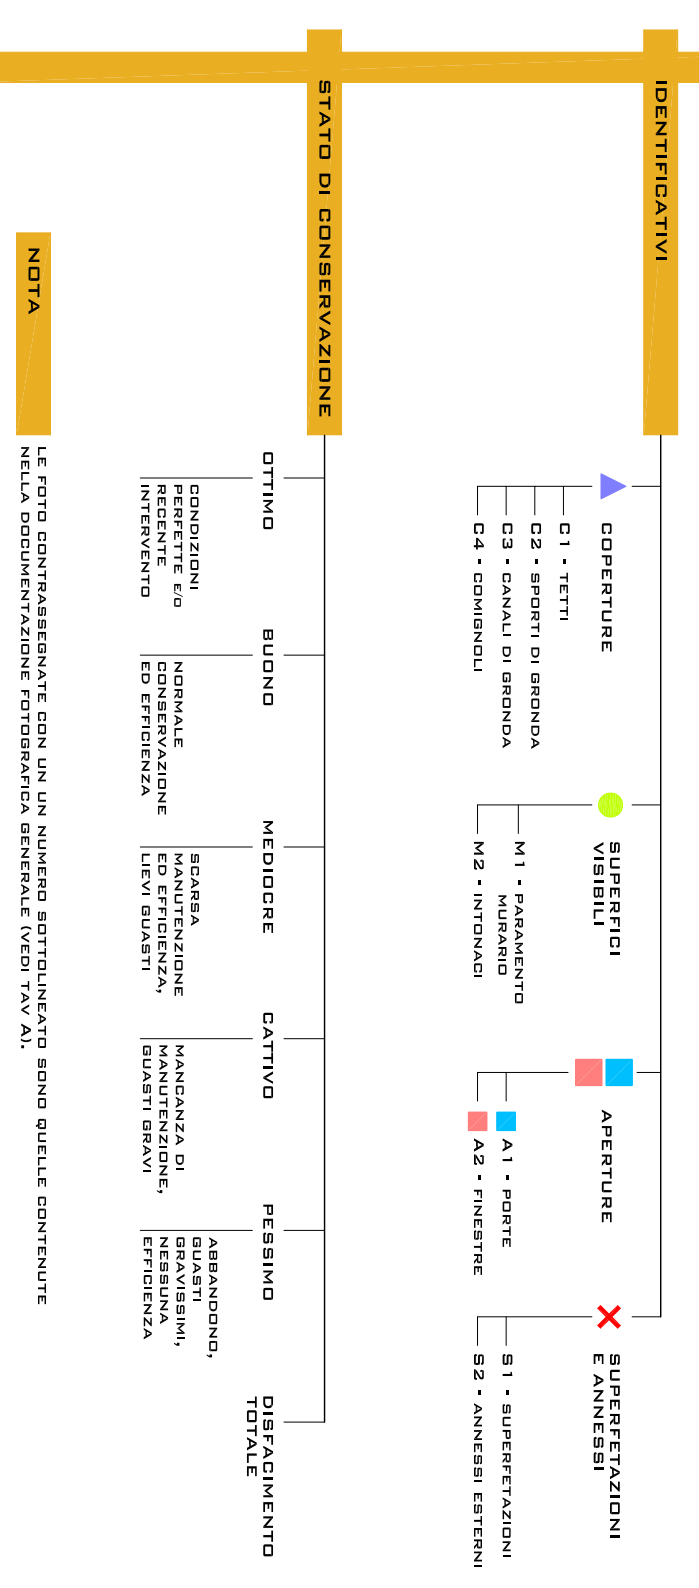 IDENTIFICATIVI
COPERTURE
C1 - TETTI
C2 - SPORTI DI GRONDA
C3 - CANALI DI GRONDA
C4 - COMIGNOLI
SUPERFICI
VISIBILI
M1 - PARAMENTO
MURARIO
M2 - INTONACI
APERTURE
A1 - PORTE
A2 - FINESTRE
SUPERFETAZIONI
E ANNESSI
S1 - SUPERFETAZIONI
S2 - ANNESSI ESTERNI
STATO DI CONSERVAZIONE
OTTIMO
CONDIZIONI
PERFETTE E/O
RECENTE
INTERVENTO
BUONO
NORMALE
CONSERVAZIONE
ED EFFICIENZA
MEDIOCRE
SCARSA
MANUTENZIONE
ED EFFICIENZA,
LIEVI GUASTI
CATTIVO
MANCANZA DI
MANUTENZIONE,
GUASTI GRAVI
PESSIMO
ABBANDONO,
GUASTI
GRAVISSIMI,
NESSUNA
EFFICIENZA
DISFACIMENTO
TOTALE
NOTA
LE FOTO CONTRASSEGNATE CON UN UN NUMERO SOTTOLINEATO SONO QUELLE CONTENUTE
NELLA DOCUMENTAZIONE FOTOGRAFICA GENERALE (VEDI TAV A).